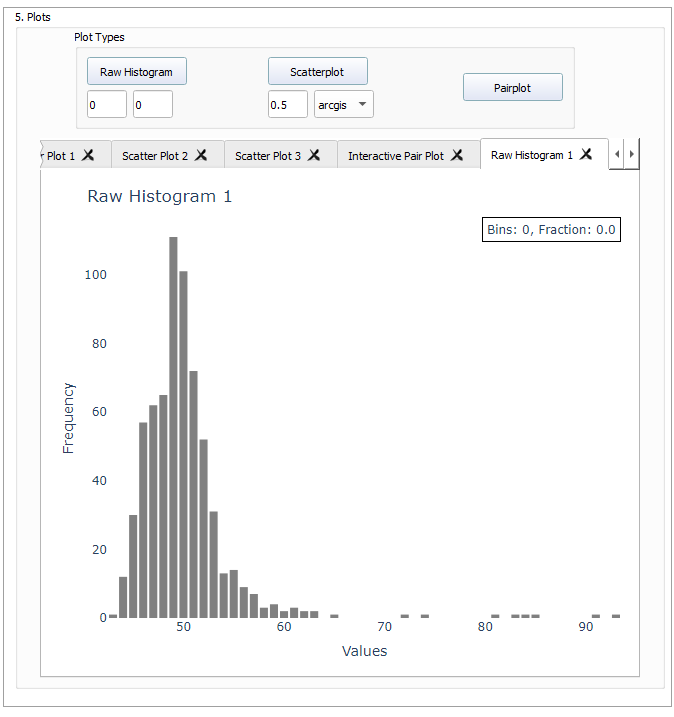 5. Plots
Plot Types
Raw Histogram
Scatterplot
Pairplot
0
0
0.5
arcgis
r Plot 1
Scatter Plot 2
Scatter Plot 3
Interactive Pair Plot
Raw Histogram 1
Raw Histogram 1
Bins: 0, Fraction: 0.0
100
80
60
40
20
0
Frequency
50
60
70
80
90
Values